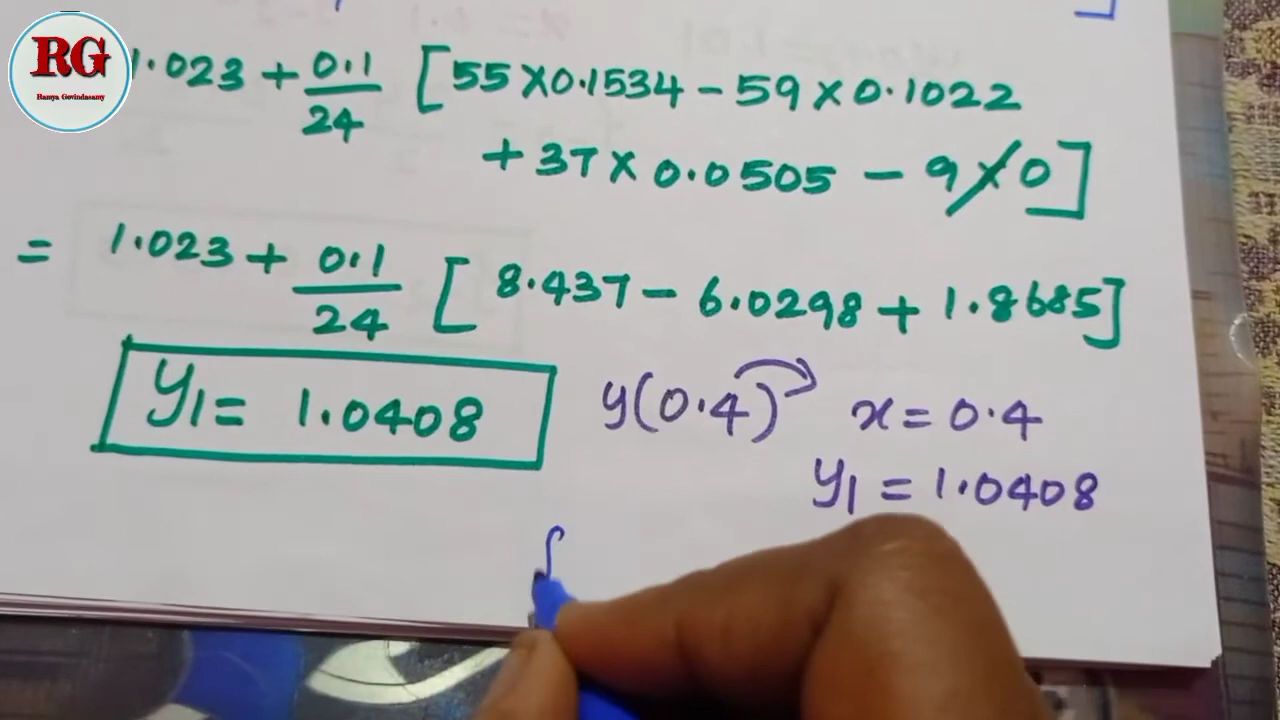 RG
Ramya Govindasamy
1.023 + 0.1/24 [55×0.1534 - 59×0.1022
+ 37×0.0505 - 9×0]
= 1.023 + 0.1/24 [8.437 - 6.0298 + 1.8685]
y1 = 1.0408
y(0.4) x = 0.4
y1 = 1.0408